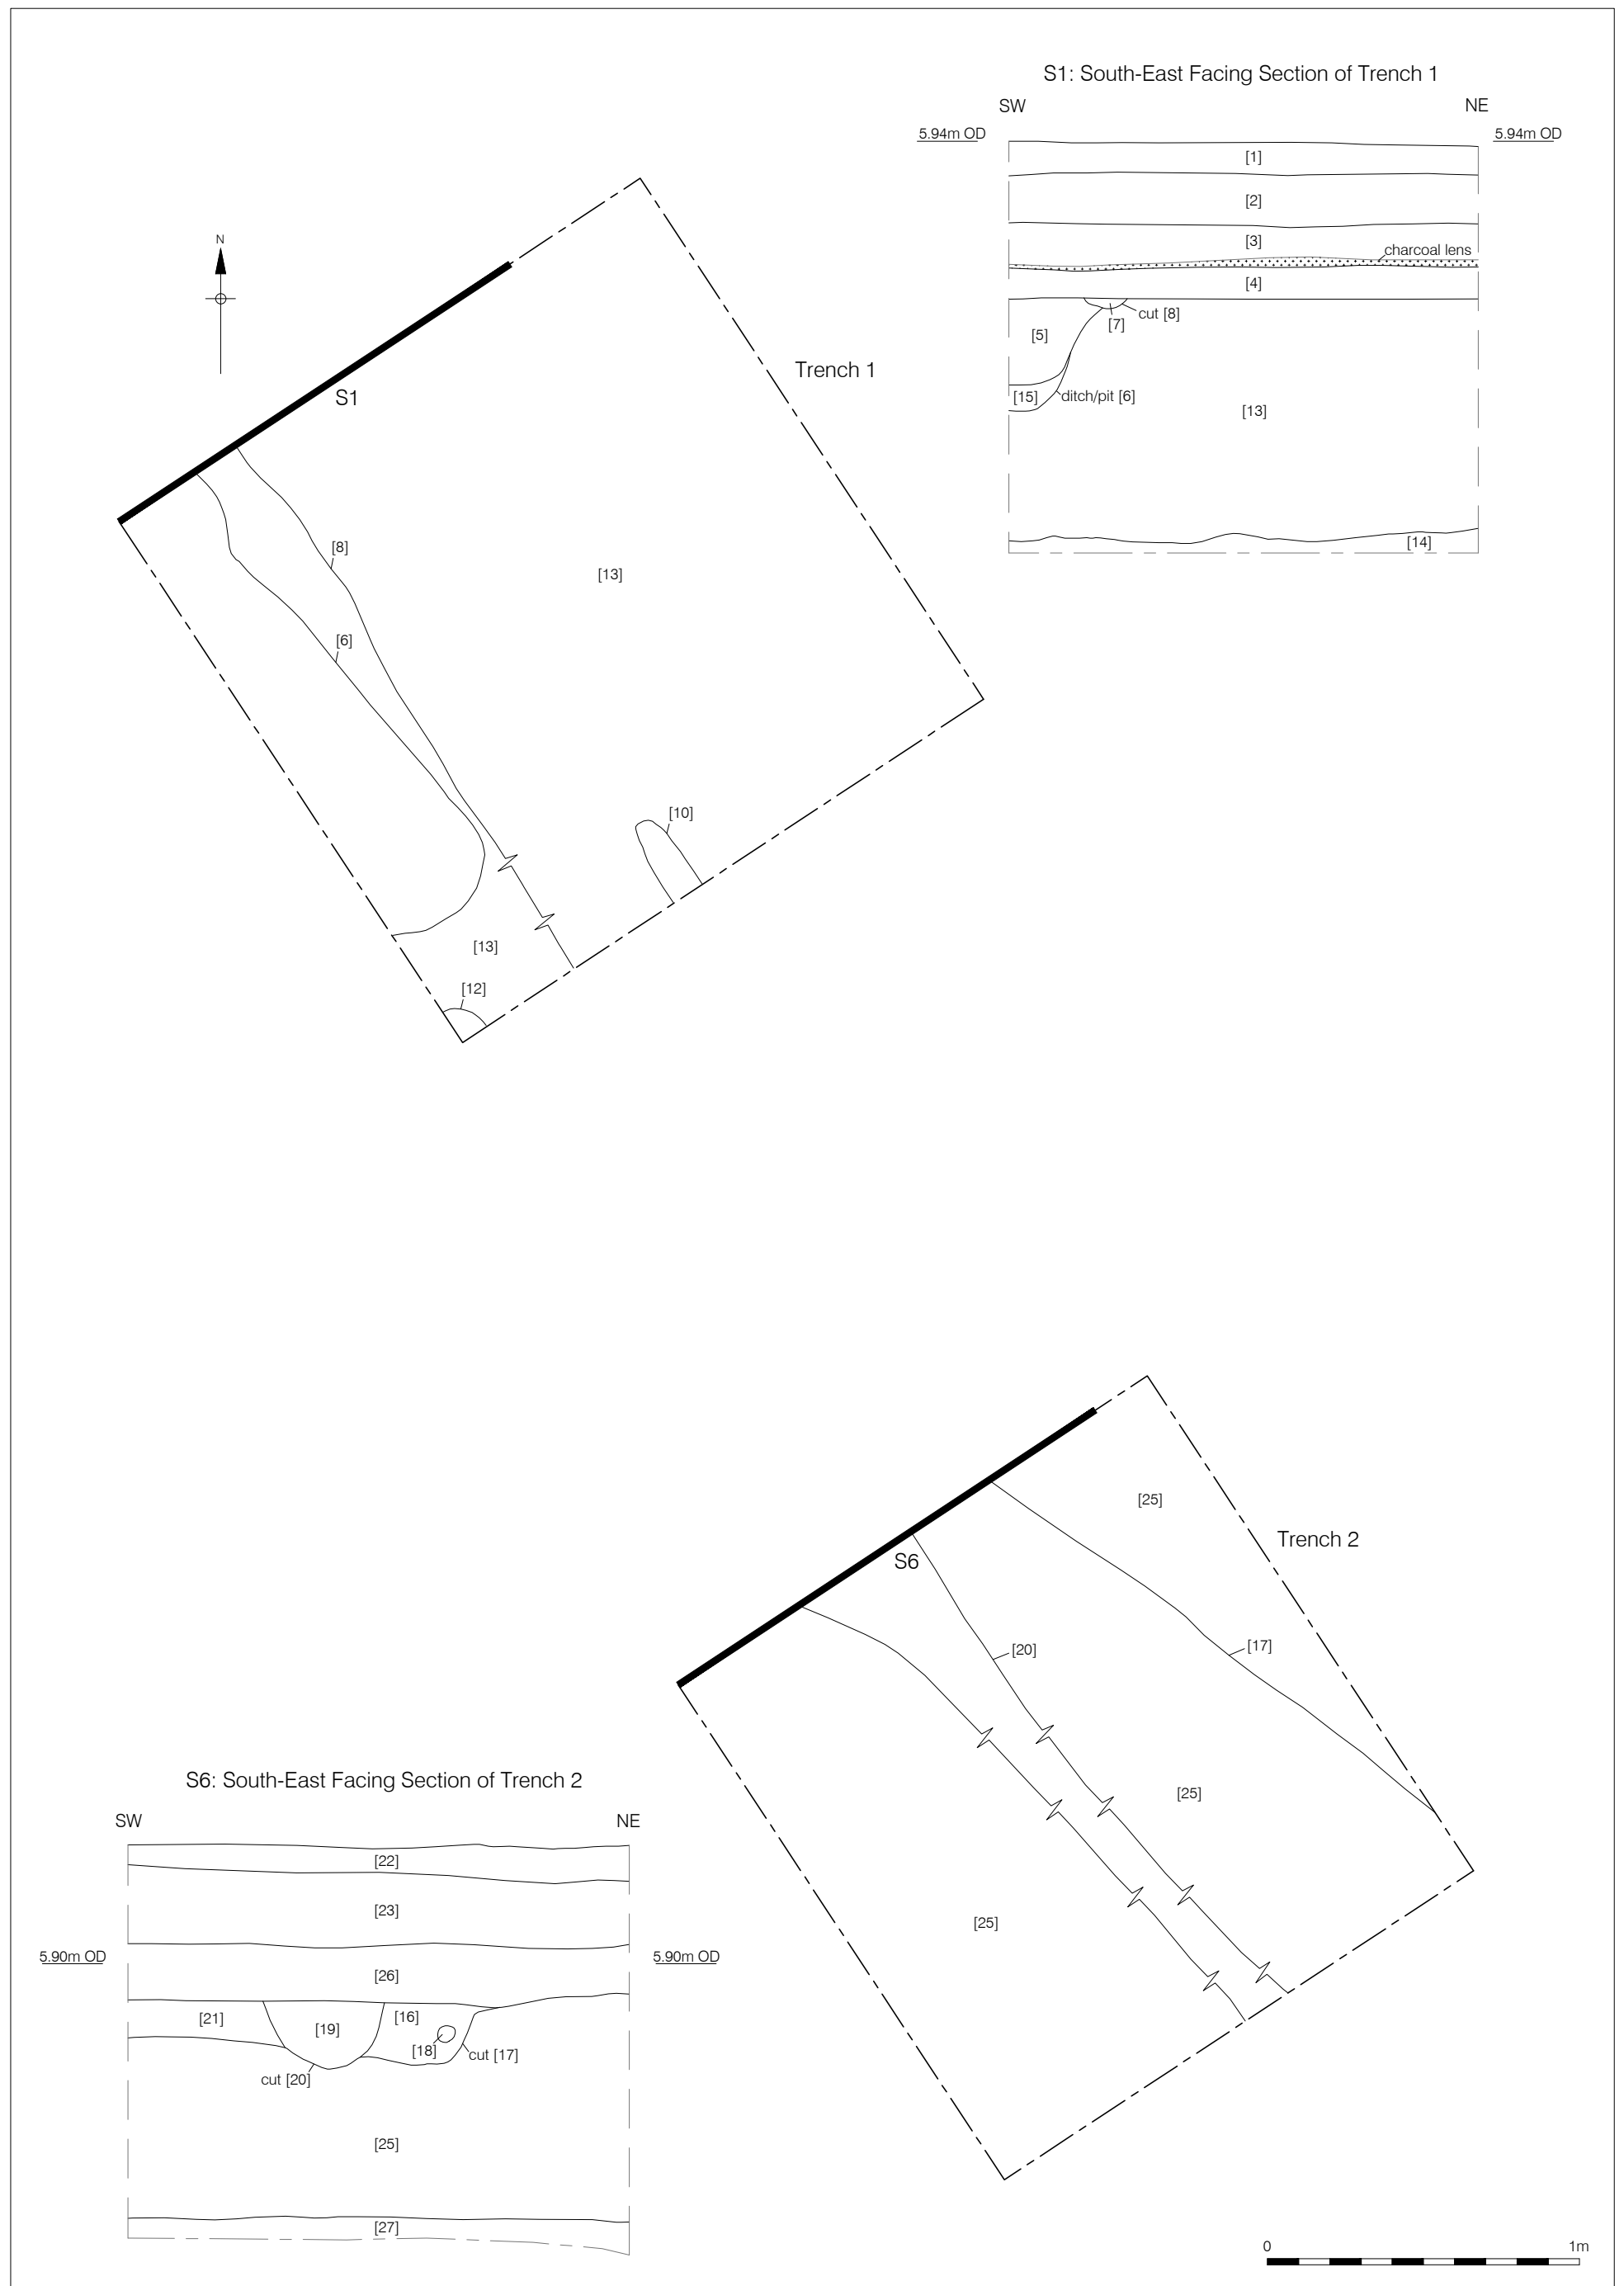 S1: South-East Facing Section of Trench 1
SW NE
5.94m OD 5.94m OD
[1]
[2]
[3]
charcoal lens
[4]
cut [8]
[7]
[5]
ditch/pit [6]
[15]
[13]
[14]
N
Trench 1
S1
[8]
[13]
[6]
[10]
[13]
[12]
[25]
Trench 2
S6
[20]
[17]
[25]
[25]
S6: South-East Facing Section of Trench 2
SW NE
[22]
[23]
5.90m OD 5.90m OD
[26]
[21]
[16]
[19]
[18]
cut [17]
cut [20]
[25]
[27]
0 1m